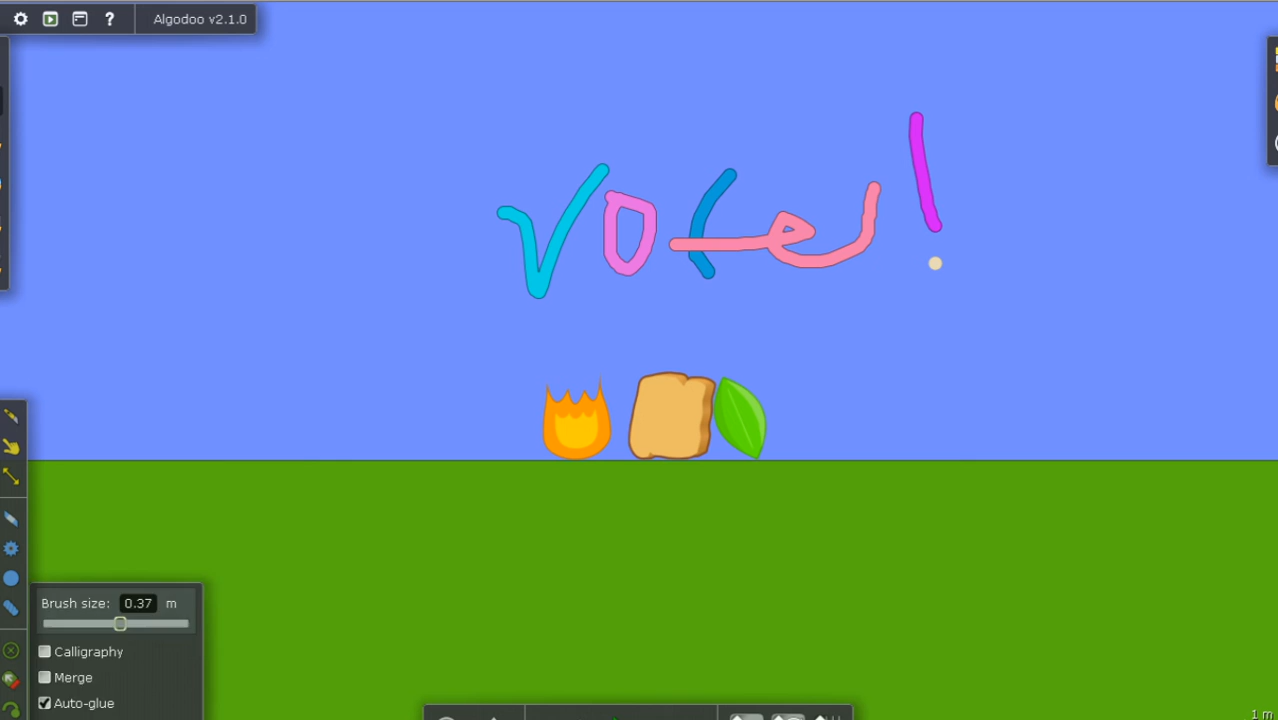 ? Algodoo v2.1.0
vote!
Brush size: 0.37 m
Calligraphy
Merge
Auto-glue
1 m